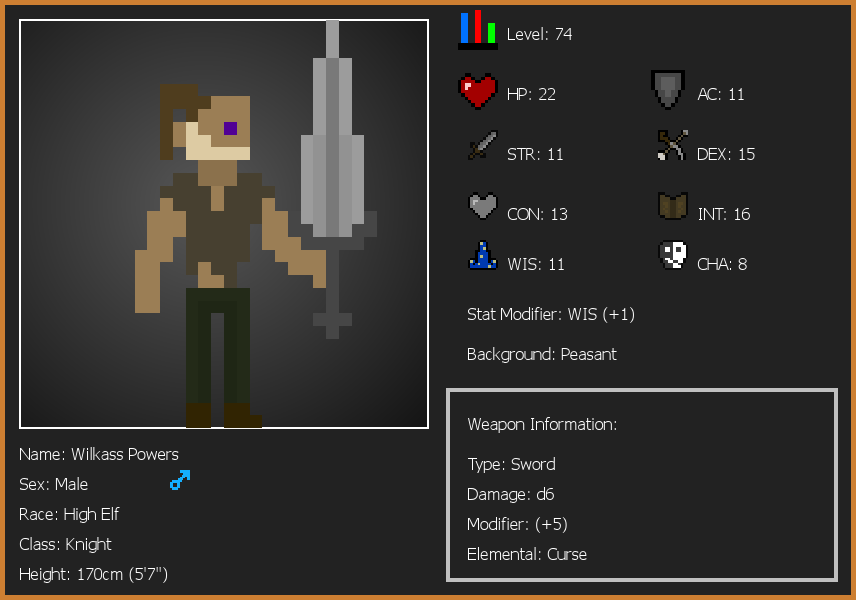 Level: 74
HP: 22
AC: 11
STR: 11
DEX: 15
CON: 13
INT: 16
WIS: 11
CHA: 8
Stat Modifier: WIS (+1)
Background: Peasant
Weapon Information:
Type: Sword
Damage: d6
Modifier: (+5)
Elemental: Curse
Name: Wilkass Powers
Sex: Male
Race: High Elf
Class: Knight
Height: 170cm (5'7")